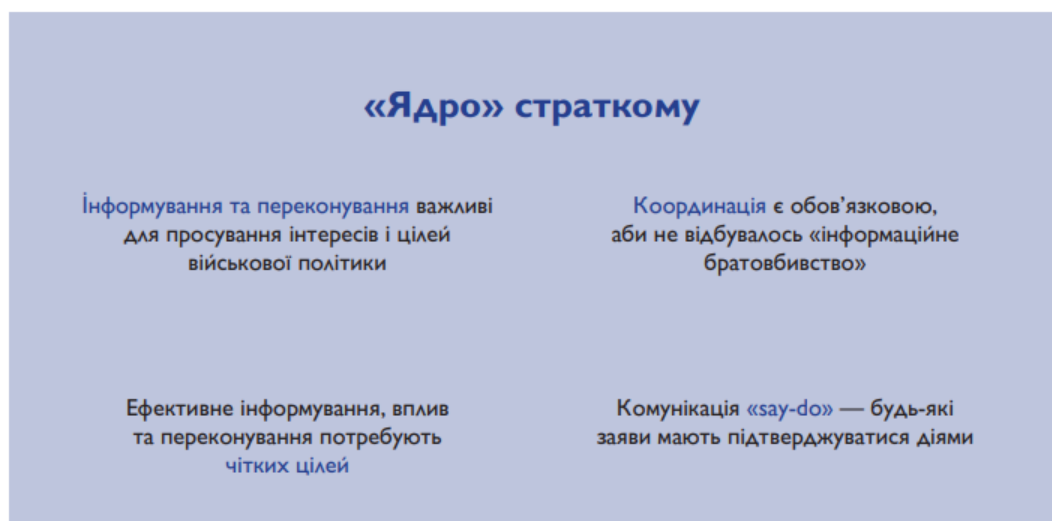 «Ядро» страткому
Інформування та переконування важливі
для просування інтересів і цілей
військової політики
Координація є обов’язковою,
аби не відбувалось «інформаційне
братовбивство»
Ефективне інформування, вплив
та переконування потребують
чітких цілей
Комунікація «say-do» — будь-які
заяви мають підтверджуватися діями